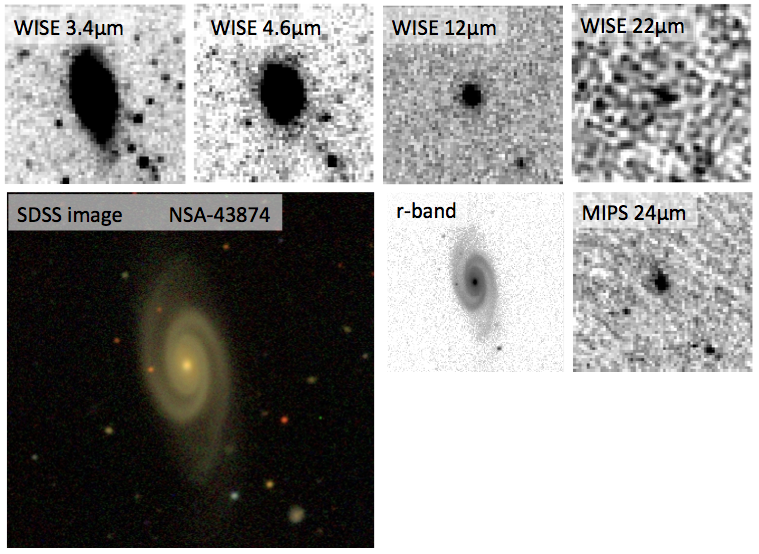 WISE 3.4µm
WISE 4.6µm
WISE 12µm
WISE 22µm
SDSS image NSA-43874
r-band
MIPS 24µm